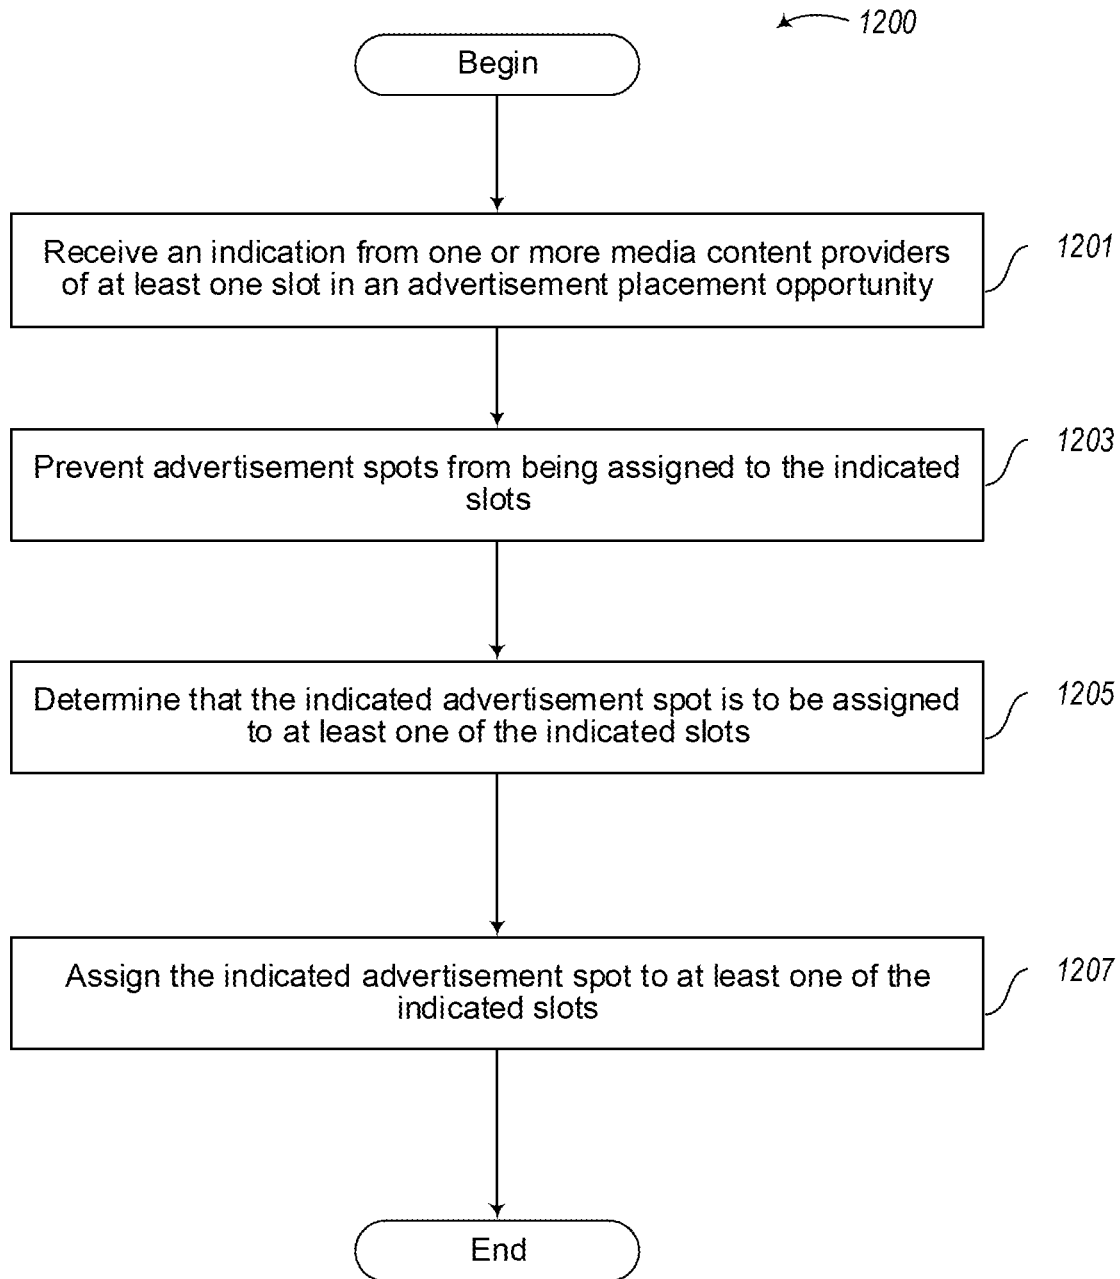 1200
Begin
Receive an indication from one or more media content providers
of at least one slot in an advertisement placement opportunity
1201
Prevent advertisement spots from being assigned to the indicated
slots
1203
Determine that the indicated advertisement spot is to be assigned
to at least one of the indicated slots
1205
Assign the indicated advertisement spot to at least one of the
indicated slots
1207
End